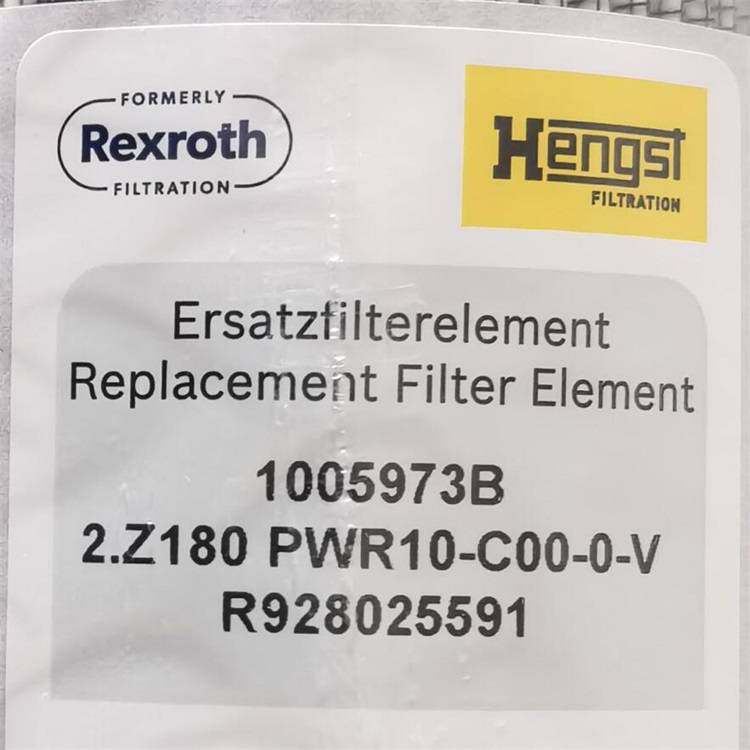 FORMERLY
Rexroth
FILTRATION
Hengst
FILTRATION
Ersatzfilterelement
Replacement Filter Element
1005973B
2.Z180 PWR10-C00-0-V
R928025591